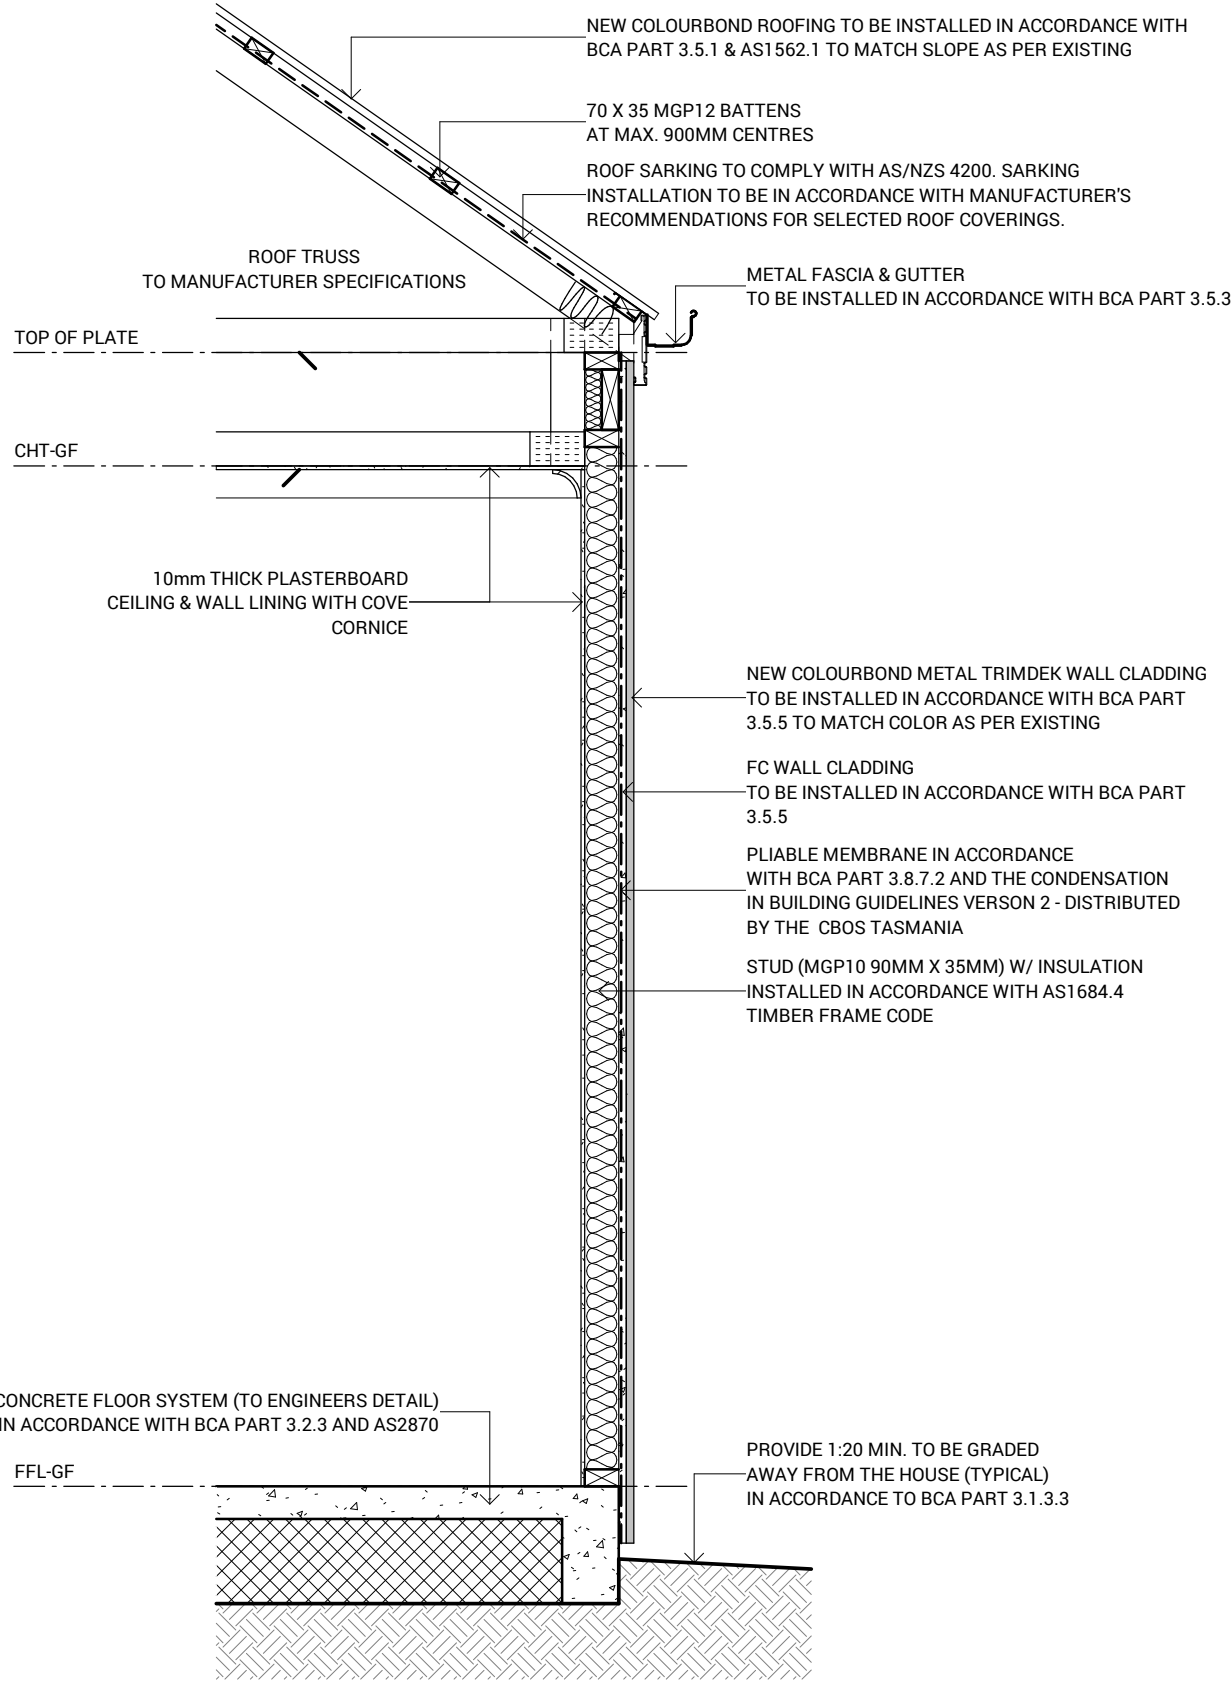 NEW COLOURBOND ROOFING TO BE INSTALLED IN ACCORDANCE WITH
BCA PART 3.5.1 & AS1562.1 TO MATCH SLOPE AS PER EXISTING
70 X 35 MGP12 BATTENS
AT MAX. 900MM CENTRES
ROOF SARKING TO COMPLY WITH AS/NZS 4200. SARKING
INSTALLATION TO BE IN ACCORDANCE WITH MANUFACTURER'S
RECOMMENDATIONS FOR SELECTED ROOF COVERINGS.
ROOF TRUSS
TO MANUFACTURER SPECIFICATIONS
METAL FASCIA & GUTTER
TO BE INSTALLED IN ACCORDANCE WITH BCA PART 3.5.3
TOP OF PLATE
CHT-GF
10mm THICK PLASTERBOARD
CEILING & WALL LINING WITH COVE
CORNICE
NEW COLOURBOND METAL TRIMDEK WALL CLADDING
TO BE INSTALLED IN ACCORDANCE WITH BCA PART
3.5.5 TO MATCH COLOR AS PER EXISTING
FC WALL CLADDING
TO BE INSTALLED IN ACCORDANCE WITH BCA PART
3.5.5
PLIABLE MEMBRANE IN ACCORDANCE
WITH BCA PART 3.8.7.2 AND THE CONDENSATION
IN BUILDING GUIDELINES VERSON 2 - DISTRIBUTED
BY THE CBOS TASMANIA
STUD (MGP10 90MM X 35MM) W/ INSULATION
INSTALLED IN ACCORDANCE WITH AS1684.4
TIMBER FRAME CODE
CONCRETE FLOOR SYSTEM (TO ENGINEERS DETAIL)
IN ACCORDANCE WITH BCA PART 3.2.3 AND AS2870
FFL-GF
PROVIDE 1:20 MIN. TO BE GRADED
AWAY FROM THE HOUSE (TYPICAL)
IN ACCORDANCE TO BCA PART 3.1.3.3